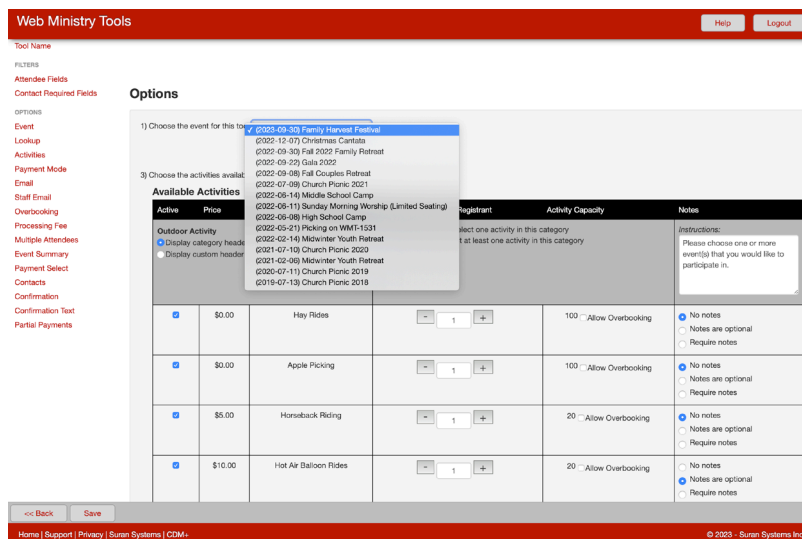 Web Ministry Tools
Help
Logout
Tool Name
FILTERS
Attendee Fields
Contact Required Fields
OPTIONS
Event
Lookup
Activities
Payment Mode
Email
Staff Email
Overbooking
Processing Fee
Multiple Attendees
Event Summary
Payment Select
Contacts
Confirmation
Confirmation Text
Partial Payments
Options
1) Choose the event for this to
✓ (2023-09-30) Family Harvest Festival
(2022-12-07) Christmas Cantata
(2022-09-30) Fall 2022 Family Retreat
(2022-09-22) Gala 2022
(2022-09-08) Fall Couples Retreat
(2022-07-09) Church Picnic 2021
(2022-06-14) Middle School Camp
(2022-06-11) Sunday Morning Worship (Limited Seating)
(2022-06-08) High School Camp
(2022-05-21) Picking on WMT-1531
(2022-02-14) Midwinter Youth Retreat
(2021-07-10) Church Picnic 2020
(2021-02-06) Midwinter Youth Retreat
(2020-07-11) Church Picnic 2019
(2019-07-13) Church Picnic 2018
3) Choose the activities availab
Available Activities
Active Price Registrant Activity Capacity Notes
Outdoor Activity
Display category heade
Display custom header
lect one activity in this category
t at least one activity in this category
Instructions:
Please choose one or more
event(s) that you would like to
participate in.
$0.00 Hay Rides - 1 + 100 Allow Overbooking No notes
Notes are optional
Require notes
$0.00 Apple Picking - 1 + 100 Allow Overbooking No notes
Notes are optional
Require notes
$5.00 Horseback Riding - 1 + 20 Allow Overbooking No notes
Notes are optional
Require notes
$10.00 Hot Air Balloon Rides - 1 + 20 Allow Overbooking No notes
Notes are optional
Require notes
<< Back
Save
Home | Support | Privacy | Suran Systems | CDM+
© 2023 - Suran Systems Inc